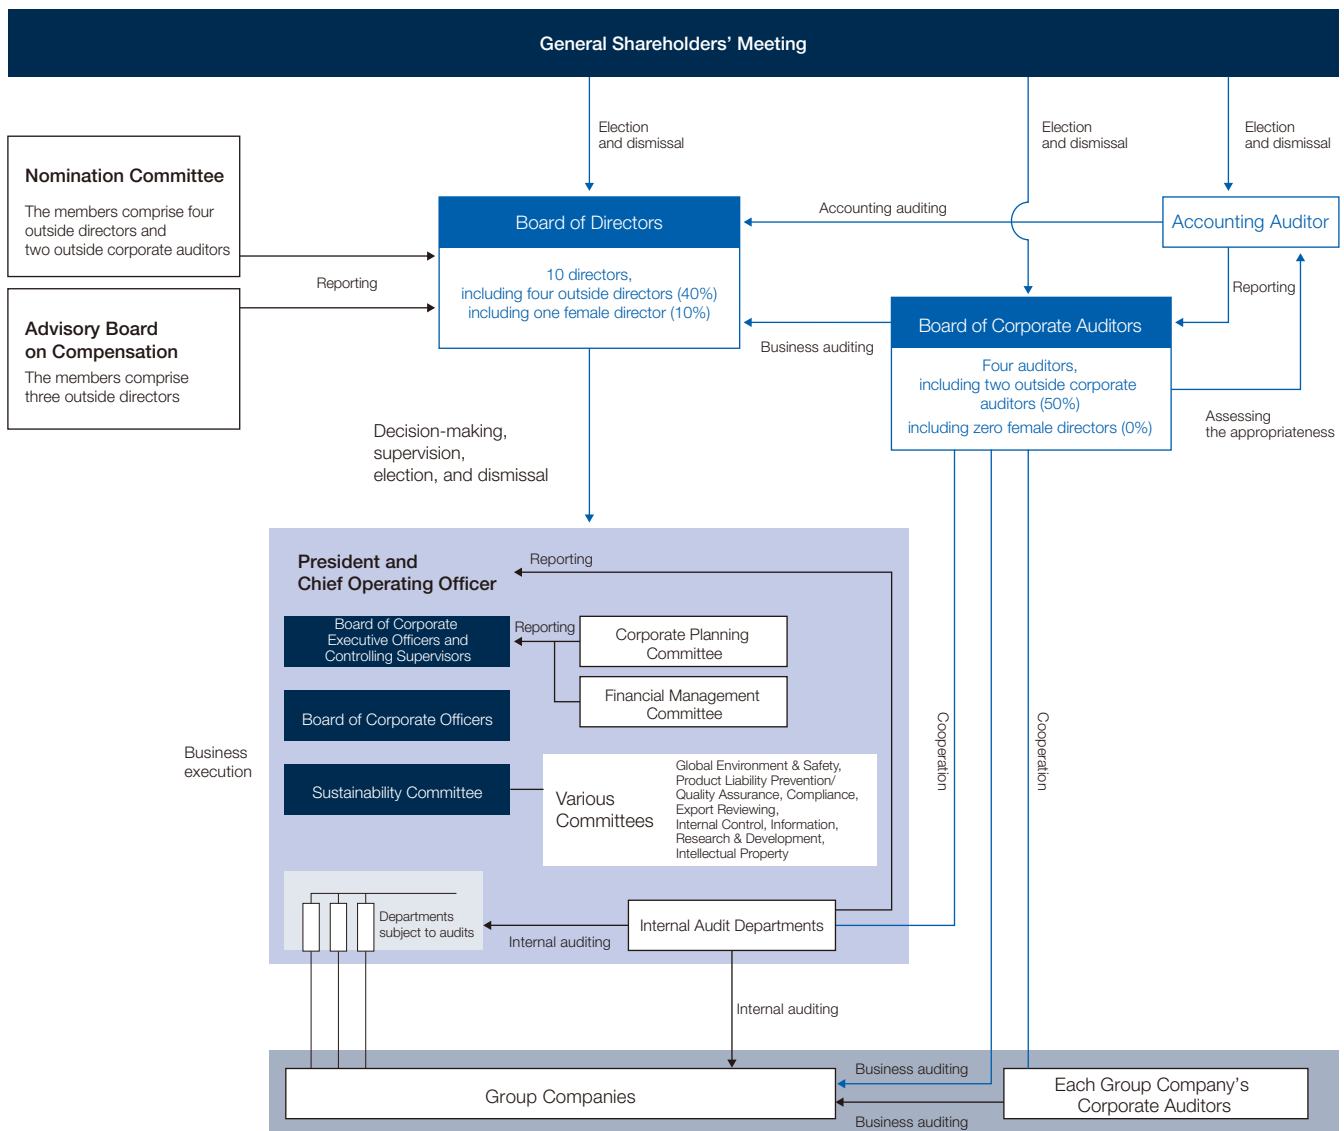 General Shareholders’ Meeting
Election
and dismissal
Election
and dismissal
Election
and dismissal
Nomination Committee
The members comprise four
outside directors and
two outside corporate auditors
Reporting
Advisory Board
on Compensation
The members comprise
three outside directors
Board of Directors
10 directors,
including four outside directors (40%)
including one female director (10%)
Accounting auditing
Accounting Auditor
Reporting
Business auditing
Board of Corporate Auditors
Four auditors,
including two outside corporate
auditors (50%)
including zero female directors (0%)
Assessing
the appropriateness
Decision-making,
supervision,
election, and dismissal
Business
execution
President and
Chief Operating Officer
Reporting
Board of Corporate
Executive Officers and
Controlling Supervisors
Reporting
Corporate Planning
Committee
Financial Management
Committee
Board of Corporate Officers
Sustainability Committee
Various
Committees
Global Environment & Safety,
Product Liability Prevention/
Quality Assurance, Compliance,
Export Reviewing,
Internal Control, Information,
Research & Development,
Intellectual Property
Cooperation
Cooperation
Departments
subject to audits
Internal auditing
Internal Audit Departments
Internal auditing
Group Companies
Business auditing
Business auditing
Each Group Company’s
Corporate Auditors